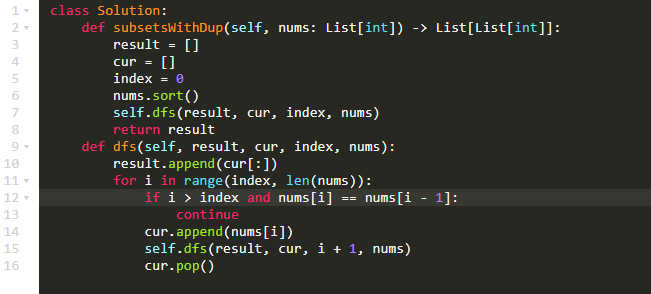 1 class Solution:
2     def subsetsWithDup(self, nums: List[int]) -> List[List[int]]:
3         result = []
4         cur = []
5         index = 0
6         nums.sort()
7         self.dfs(result, cur, index, nums)
8         return result
9     def dfs(self, result, cur, index, nums):
10         result.append(cur[:])
11         for i in range(index, len(nums)):
12             if i > index and nums[i] == nums[i - 1]:
13                 continue
14             cur.append(nums[i])
15             self.dfs(result, cur, i + 1, nums)
16             cur.pop()